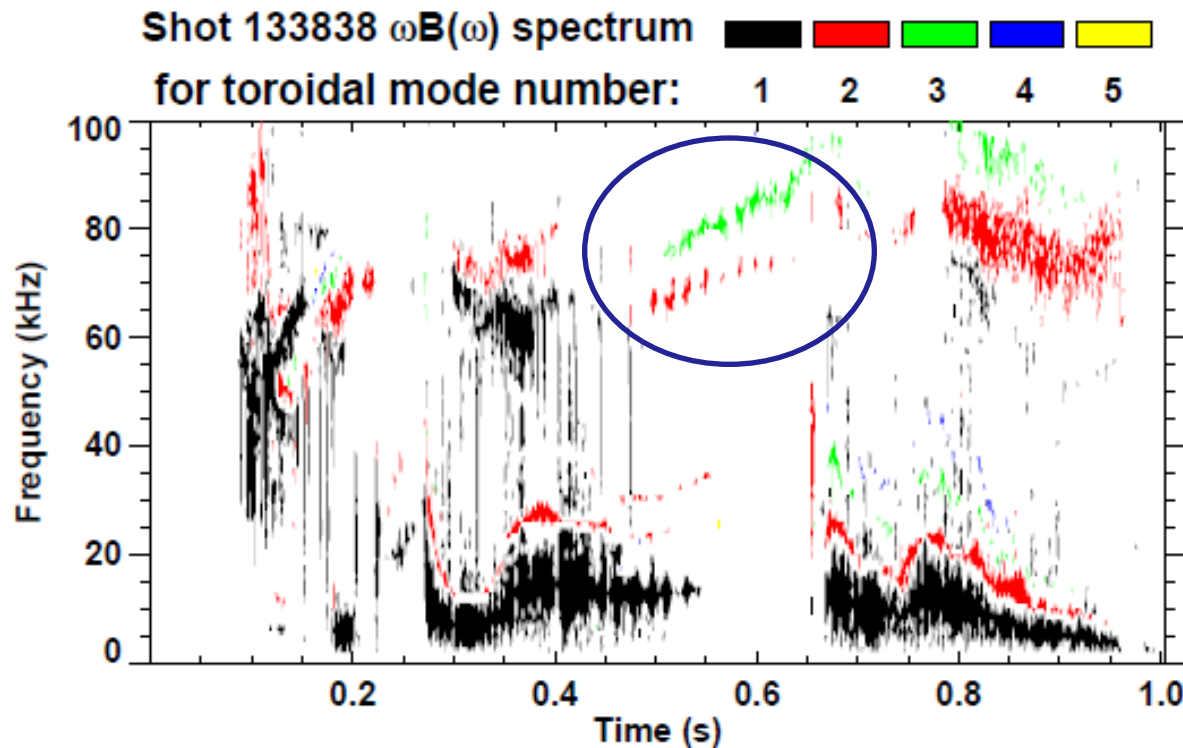 Shot 133838 ωB(ω) spectrum
for toroidal mode number: 1 2 3 4 5
100
80
60
40
20
0
Frequency (kHz)
0.2 0.4 0.6 0.8 1.0
Time (s)